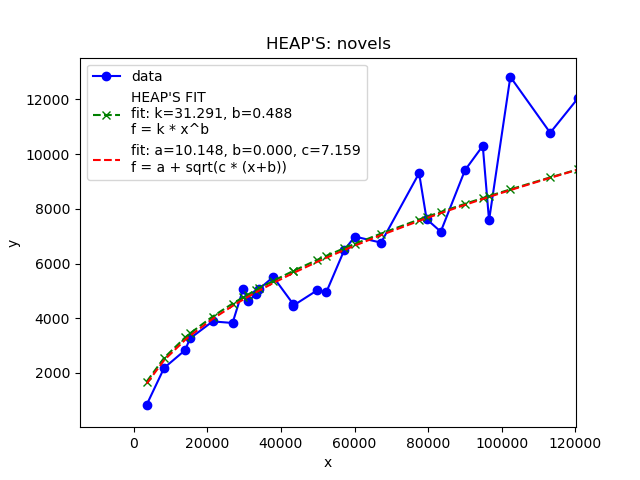 HEAP'S: novels
data
HEAP'S FIT
fit: k=31.291, b=0.488
f = k * x^b
fit: a=10.148, b=0.000, c=7.159
f = a + sqrt(c * (x+b))
12000
10000
8000
6000
4000
2000
y
0 20000 40000 60000 80000 100000 120000
x